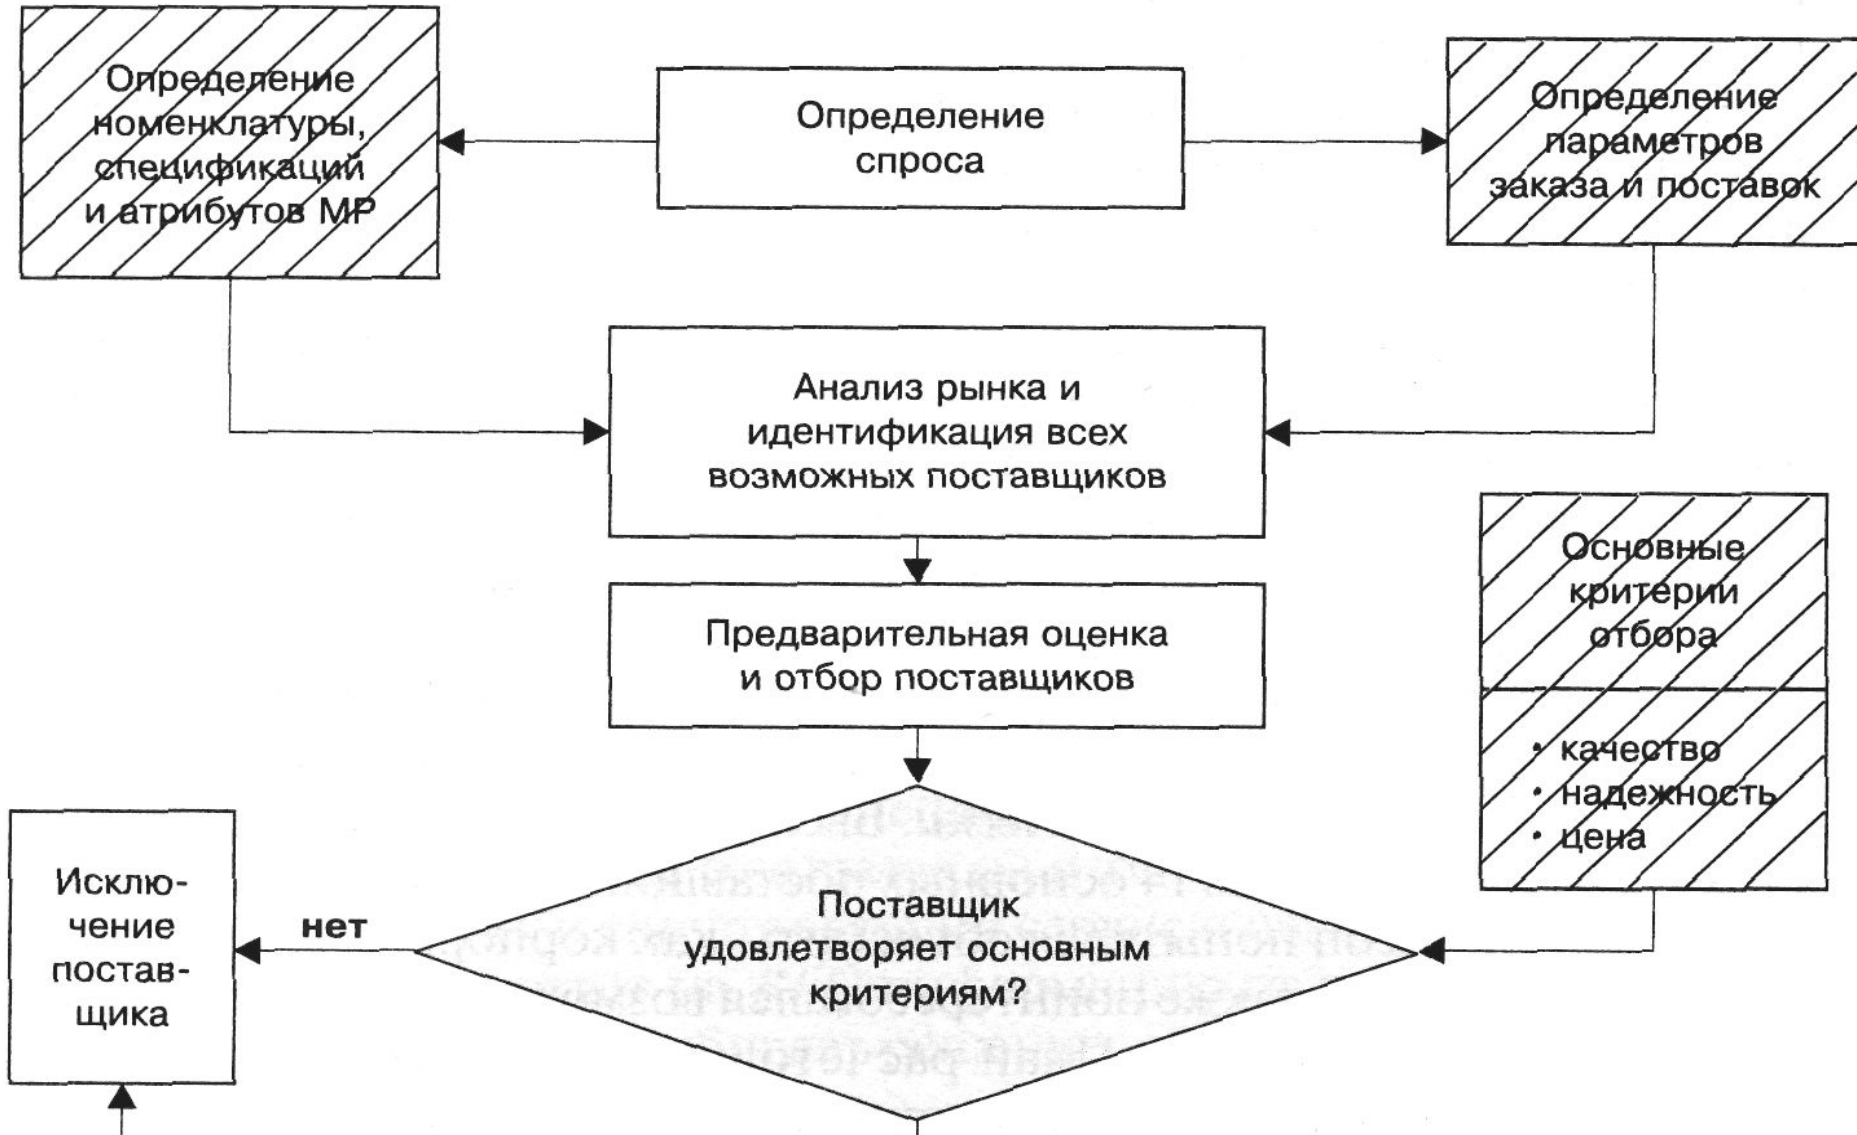 Определение
номенклатуры,
спецификаций
и атрибутов МР
Определение
спроса
Определение
параметров
заказа и поставок
Анализ рынка и
идентификация всех
возможных поставщиков
Предварительная оценка
и отбор поставщиков
Основные
критерии
отбора
• качество
• надежность
• цена
Поставщик
удовлетворяет основным
критериям?
нет
Исклю-
чение
постав-
щика